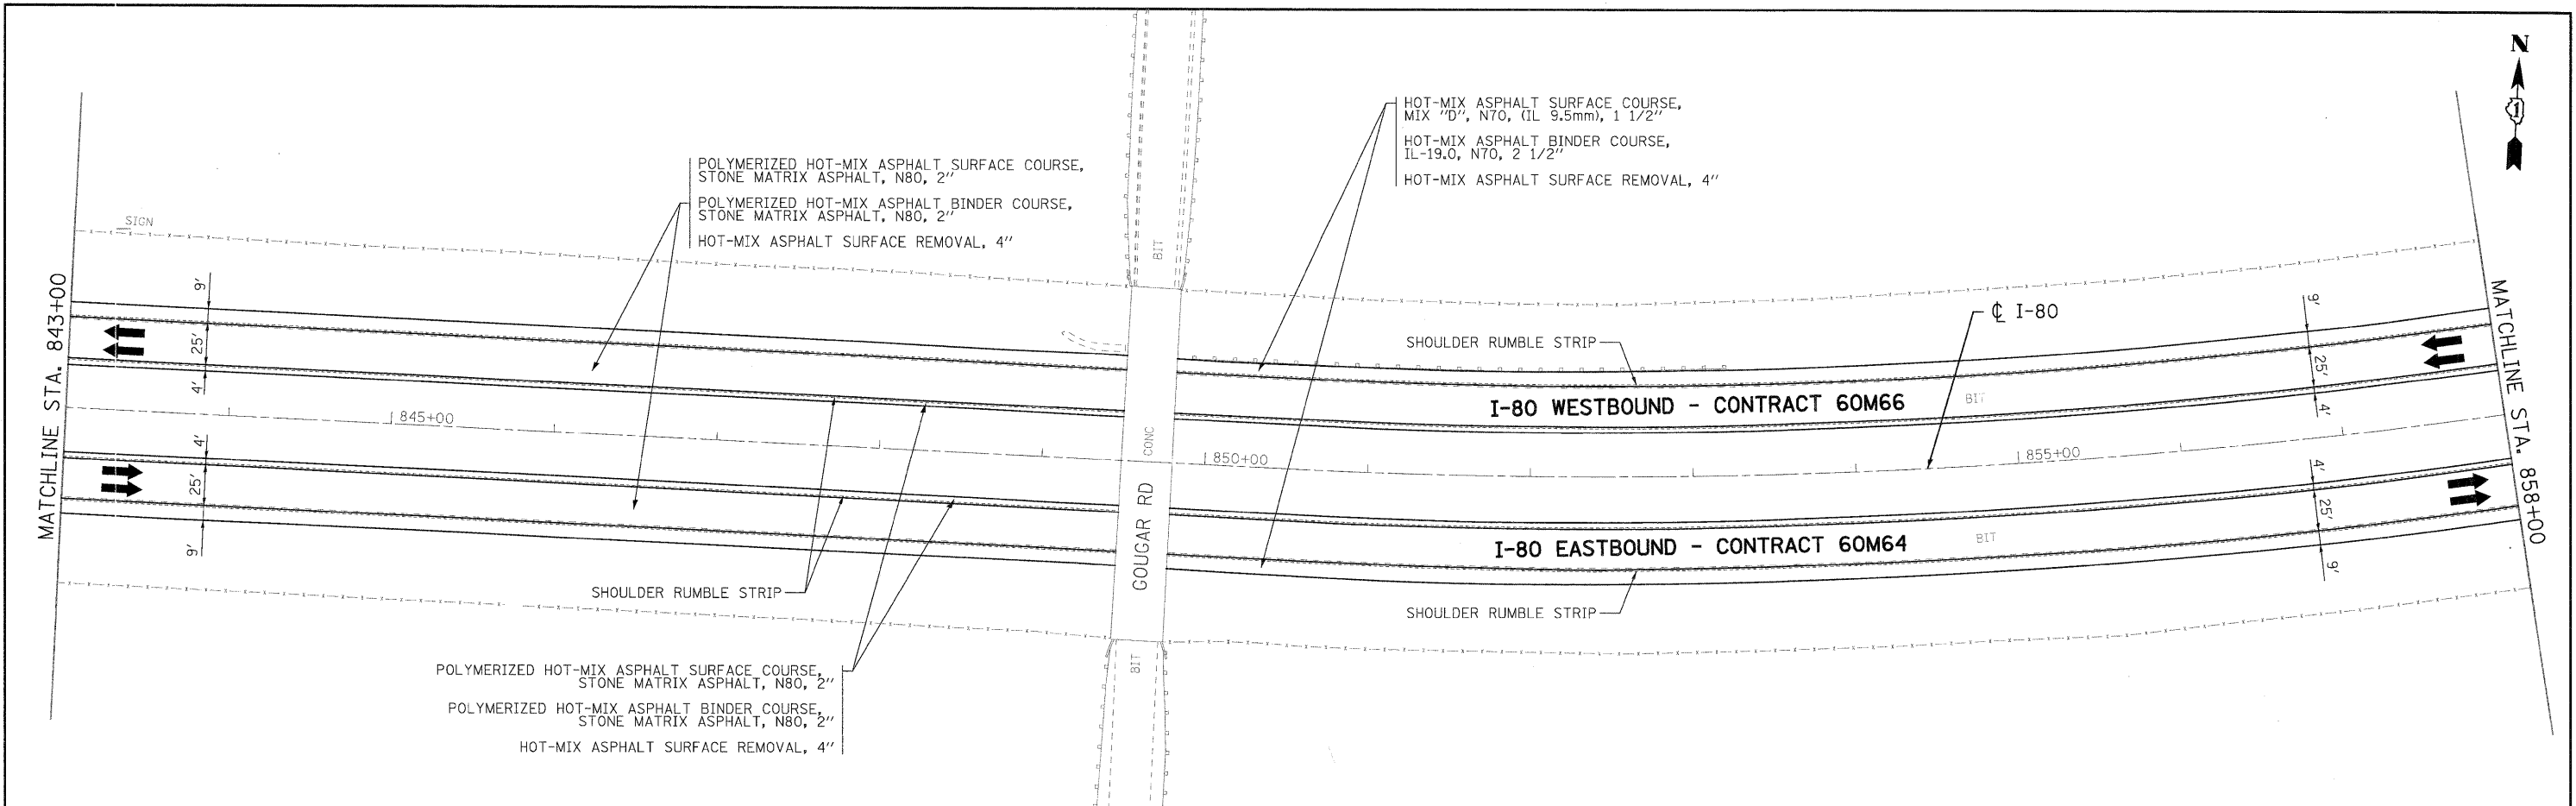 N
1
HOT-MIX ASPHALT SURFACE COURSE,
MIX "D", N70, (IL 9.5mm), 1 1/2"
HOT-MIX ASPHALT BINDER COURSE,
IL-19.0, N70, 2 1/2"
HOT-MIX ASPHALT SURFACE REMOVAL, 4"
POLYMERIZED HOT-MIX ASPHALT SURFACE COURSE,
STONE MATRIX ASPHALT, N80, 2"
POLYMERIZED HOT-MIX ASPHALT BINDER COURSE,
STONE MATRIX ASPHALT, N80, 2"
HOT-MIX ASPHALT SURFACE REMOVAL, 4"
SIGN
BIT
MATCHLINE STA. 843+00
9'
25'
4'
845+00
4'
25'
9'
SHOULDER RUMBLE STRIP
℄ I-80
9'
25'
4'
I-80 WESTBOUND - CONTRACT 60M66
BIT
CONC
850+00
855+00
GOUGAR RD
4'
25'
9'
I-80 EASTBOUND - CONTRACT 60M64
BIT
MATCHLINE STA. 858+00
SHOULDER RUMBLE STRIP
SHOULDER RUMBLE STRIP
BIT
POLYMERIZED HOT-MIX ASPHALT SURFACE COURSE,
STONE MATRIX ASPHALT, N80, 2"
POLYMERIZED HOT-MIX ASPHALT BINDER COURSE,
STONE MATRIX ASPHALT, N80, 2"
HOT-MIX ASPHALT SURFACE REMOVAL, 4"